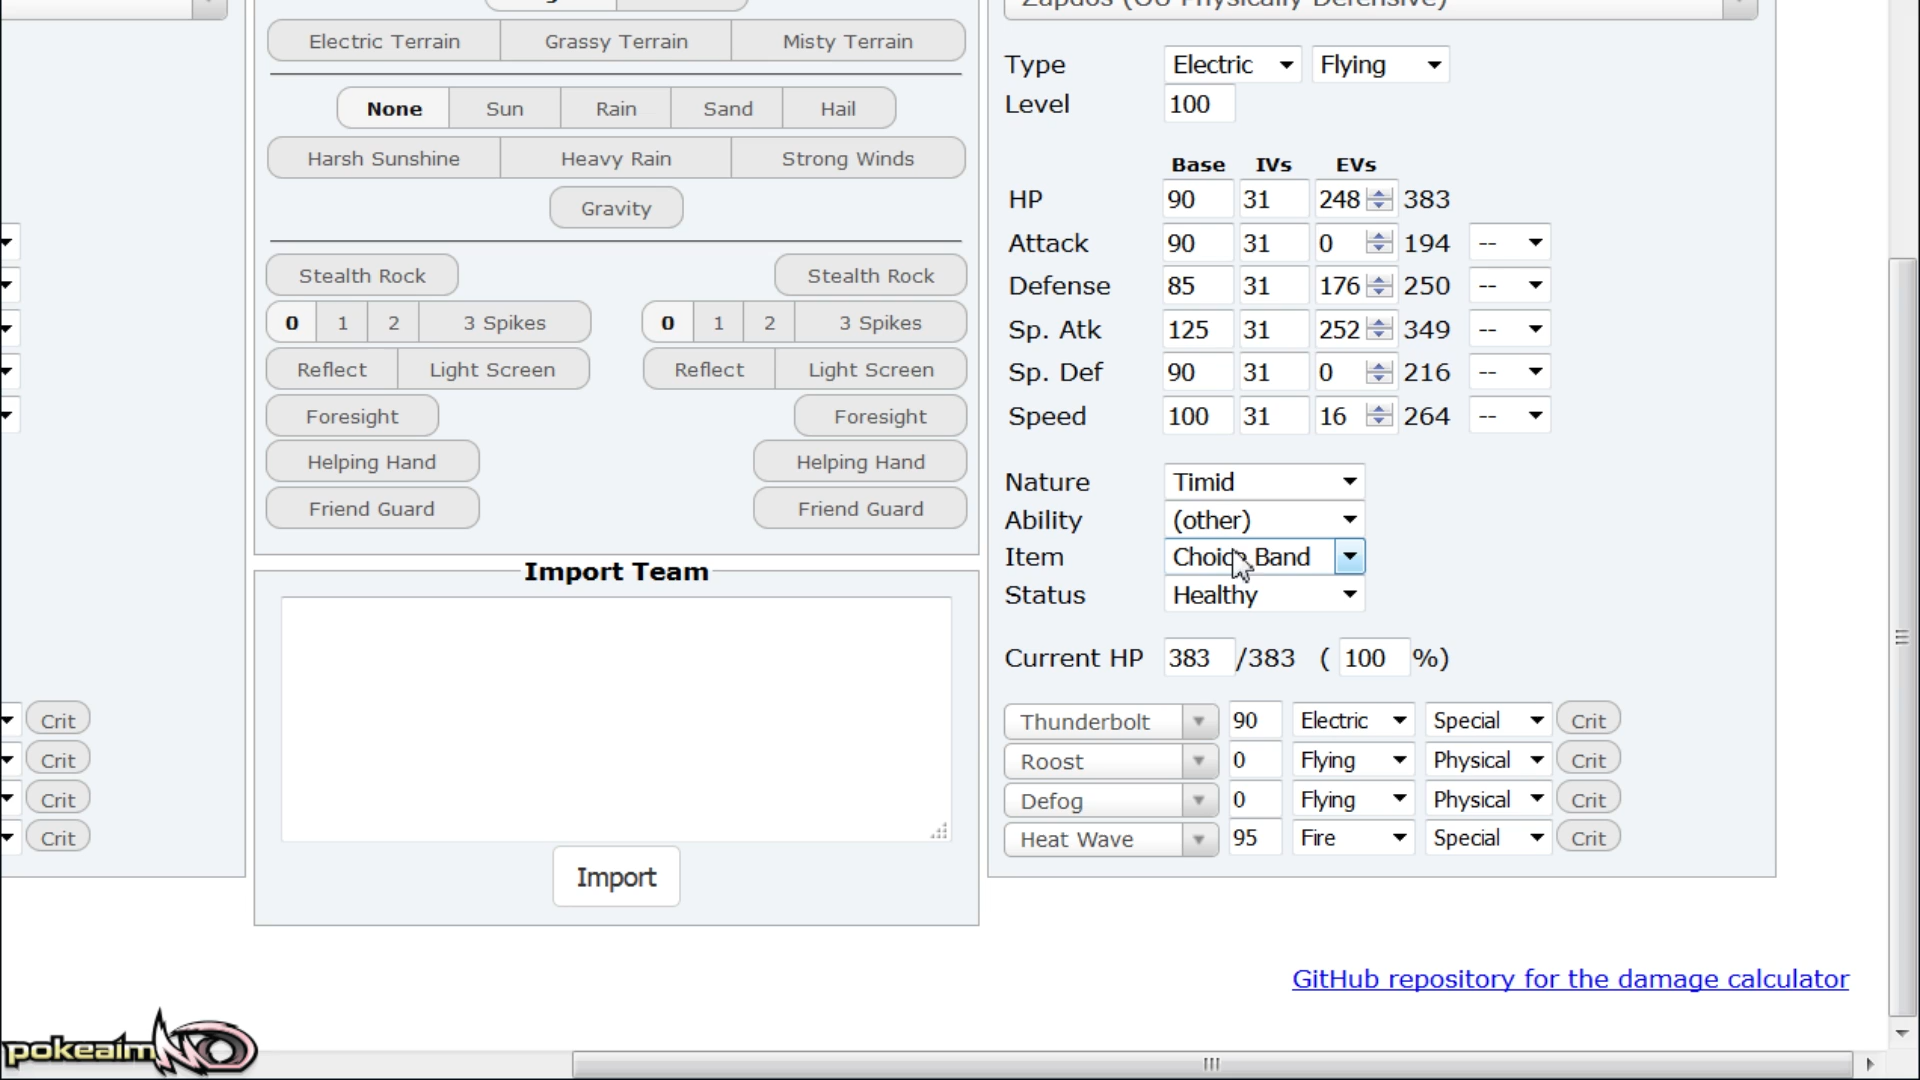 Zapdos (OU Physically Defensive)
Electric Terrain Grassy Terrain Misty Terrain
None Sun Rain Sand Hail
Harsh Sunshine Heavy Rain Strong Winds
Gravity
Stealth Rock Stealth Rock
0 1 2 3 Spikes 0 1 2 3 Spikes
Reflect Light Screen Reflect Light Screen
Foresight Foresight
Helping Hand Helping Hand
Friend Guard Friend Guard
Import Team
Import
Type Electric Flying
Level 100
Base IVs EVs
HP 90 31 248 383
Attack 90 31 0 194 --
Defense 85 31 176 250 --
Sp. Atk 125 31 252 349 --
Sp. Def 90 31 0 216 --
Speed 100 31 16 264 --
Nature Timid
Ability (other)
Item Choice Band
Status Healthy
Current HP 383 /383 ( 100 %)
Crit Thunderbolt 90 Electric Special Crit
Crit Roost 0 Flying Physical Crit
Crit Defog 0 Flying Physical Crit
Crit Heat Wave 95 Fire Special Crit
GitHub repository for the damage calculator
pokeaimMD